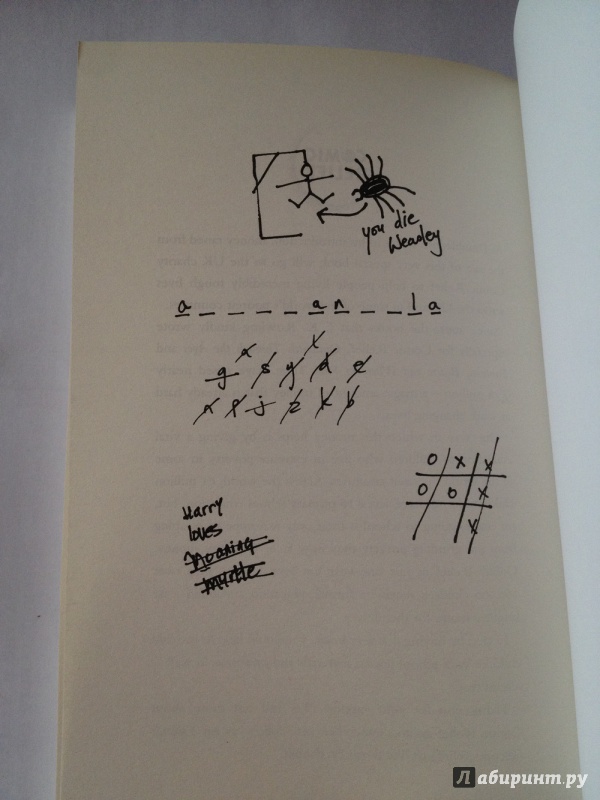 you die
Weasley
a _ _ _ _ a n _ _ l a
g s y d e
j z k b
O X X
O O X
X
Harry
loves
Moaning
Myrtle
Лабиринт.ру